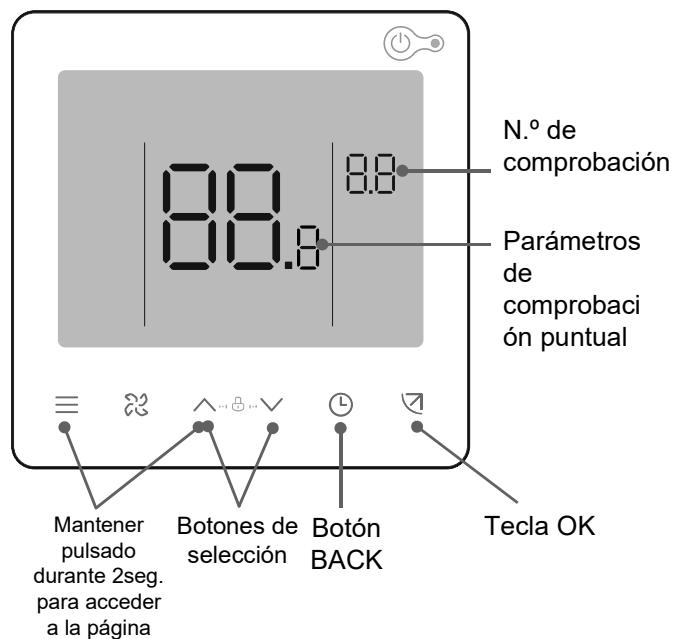 88.8
8.8
N.º de
comprobación
Parámetros
de
comprobaci
ón puntual
Mantener
pulsado
durante 2seg.
para acceder
a la página
Botones de
selección
Botón
BACK
Tecla OK